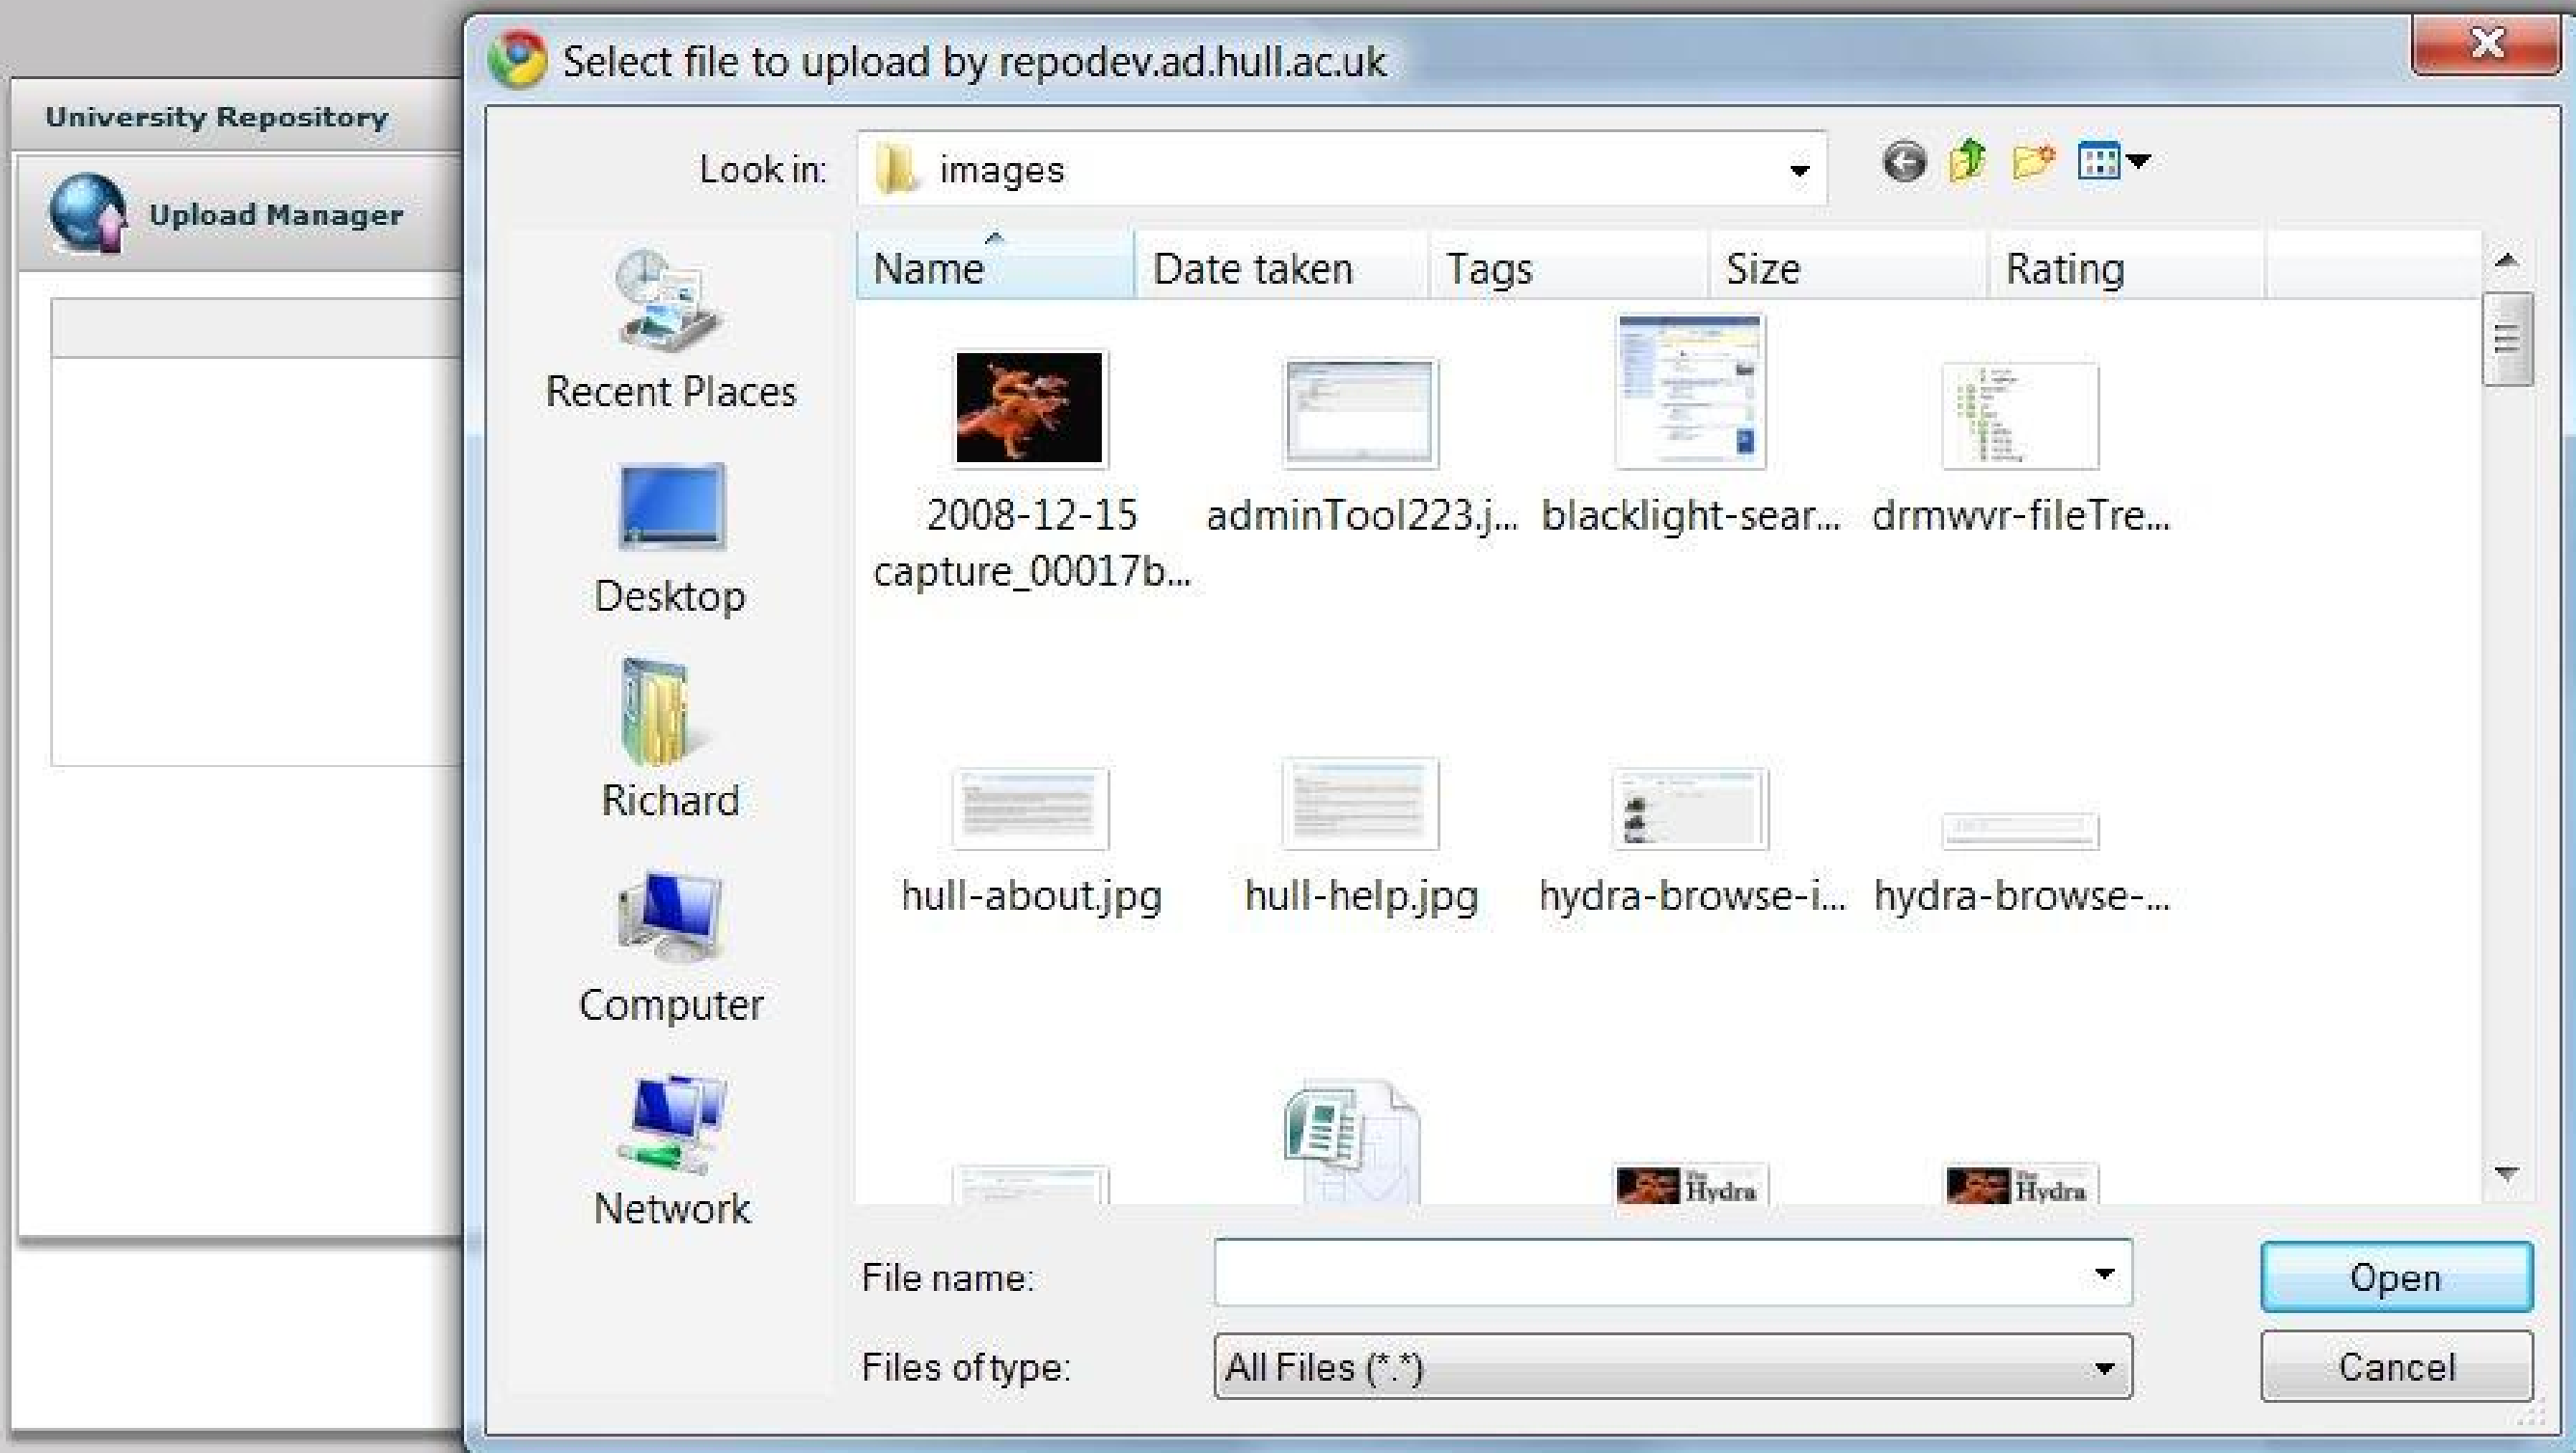 Select file to upload by repodev.ad.hull.ac.uk
University Repository
Upload Manager
Look in:
images
Name
Date taken
Tags
Size
Rating
Recent Places
Desktop
Richard
Computer
Network
2008-12-15
capture_00017b...
adminTool223.j...
blacklight-sear...
drmwvr-fileTre...
hull-about.jpg
hull-help.jpg
hydra-browse-i...
hydra-browse-...
The
Hydra
The
Hydra
File name:
Open
Files of type:
All Files (*.*)
Cancel